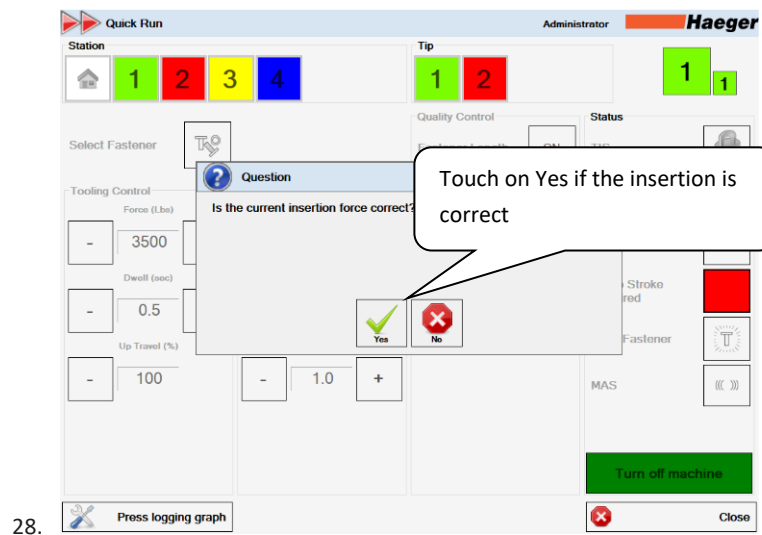 Quick Run
Administrator
Haeger
Station
Tip
1 2 3 4
1 2
1 1
Quality Control
Status
Select Fastener
ON
Tooling Control
Question
Touch on Yes if the insertion is
correct
Force (Lbs)
Is the current insertion force correct?
- 3500
Dwell (sec)
Stroke
- 0.5
Yes
No
Fastener
T
Up Travel (%)
- 100
- 1.0 +
MAS
Turn off machine
28.
Press logging graph
Close